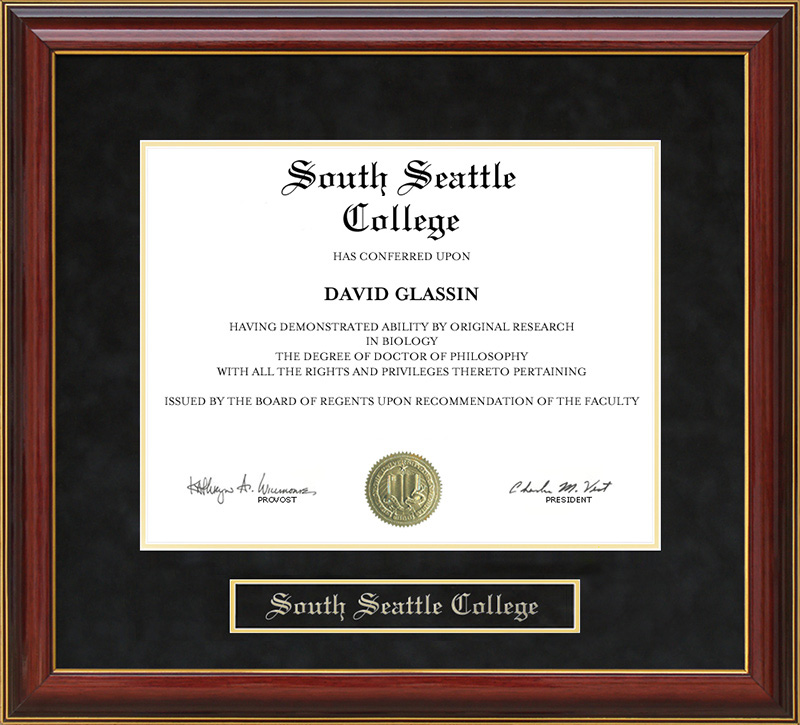 South Seattle
College
HAS CONFERRED UPON
DAVID GLASSIN
HAVING DEMONSTRATED ABILITY BY ORIGINAL RESEARCH
IN BIOLOGY
THE DEGREE OF DOCTOR OF PHILOSOPHY
WITH ALL THE RIGHTS AND PRIVILEGES THERETO PERTAINING
ISSUED BY THE BOARD OF REGENTS UPON RECOMMENDATION OF THE FACULTY
Charles M. Vest
PROVOST
PRESIDENT
South Seattle College